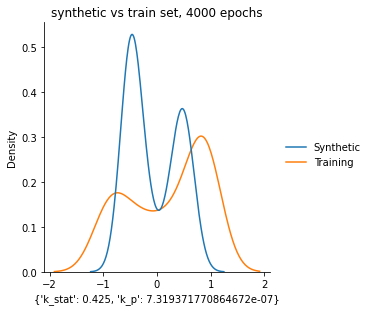 synthetic vs train set, 4000 epochs
0.5
0.4
0.3
0.2
0.1
0.0
Density
−2
−1
0
1
2
{'k_stat': 0.425, 'k_p': 7.319371770864672e-07}
Synthetic
Training